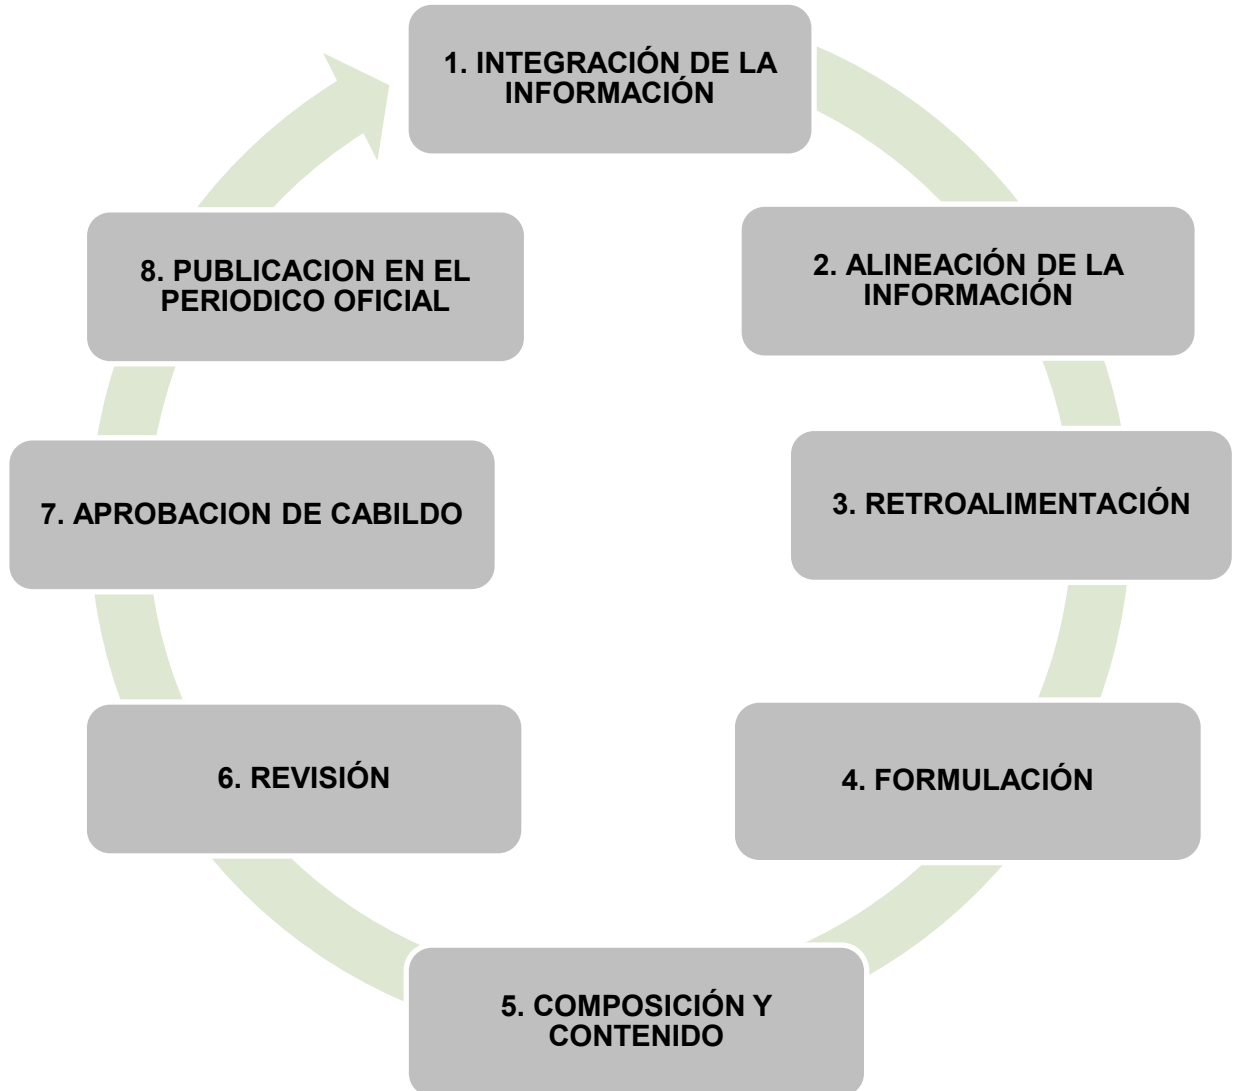 1. INTEGRACIÓN DE LA
INFORMACIÓN
2. ALINEACIÓN DE LA
INFORMACIÓN
3. RETROALIMENTACIÓN
4. FORMULACIÓN
5. COMPOSICIÓN Y
CONTENIDO
6. REVISIÓN
7. APROBACION DE CABILDO
8. PUBLICACION EN EL
PERIODICO OFICIAL